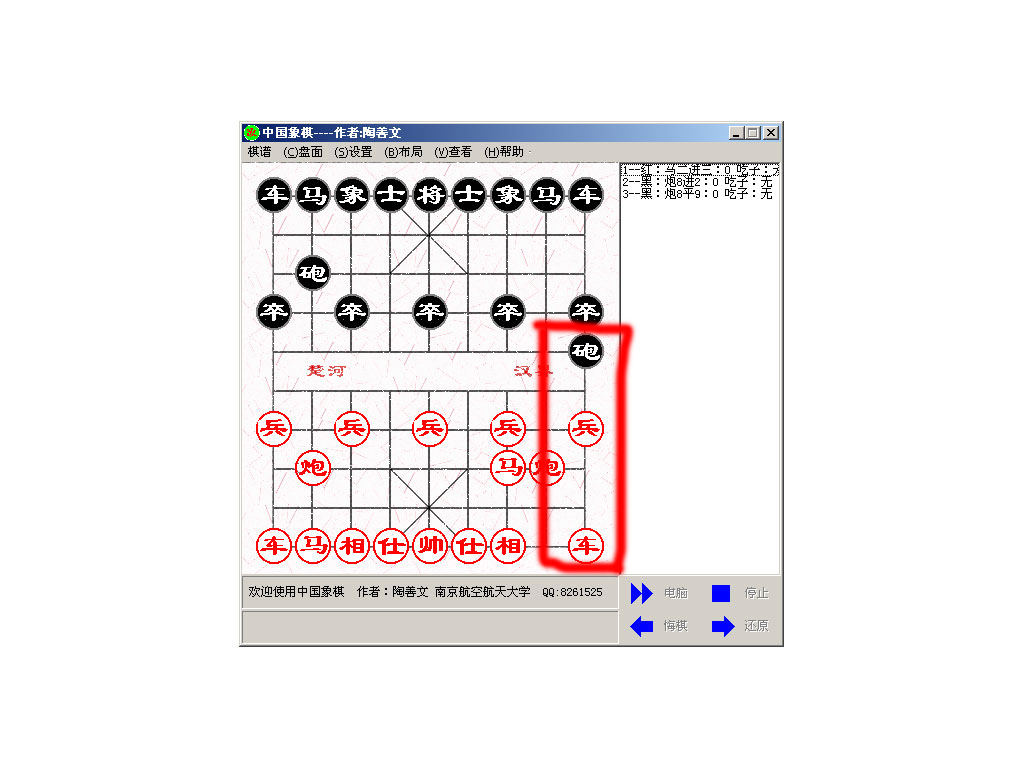 中国象棋----作者:陶善文
棋谱 (C)盘面 (S)设置 (B)布局 (V)查看 (H)帮助
1--红：马二进三：0 吃子：无
2--黑：炮8进2：0 吃子：无
3--黑：炮8平9：0 吃子：无
车 马 象 士 将 士 象 马 车
砲
卒 卒 卒 卒 卒
砲
楚河 汉界
兵 兵 兵 兵 兵
炮 马 炮
车 马 相 仕 帅 仕 相 车
欢迎使用中国象棋 作者：陶善文 南京航空航天大学 QQ:8261525
电脑 停止
悔棋 还原